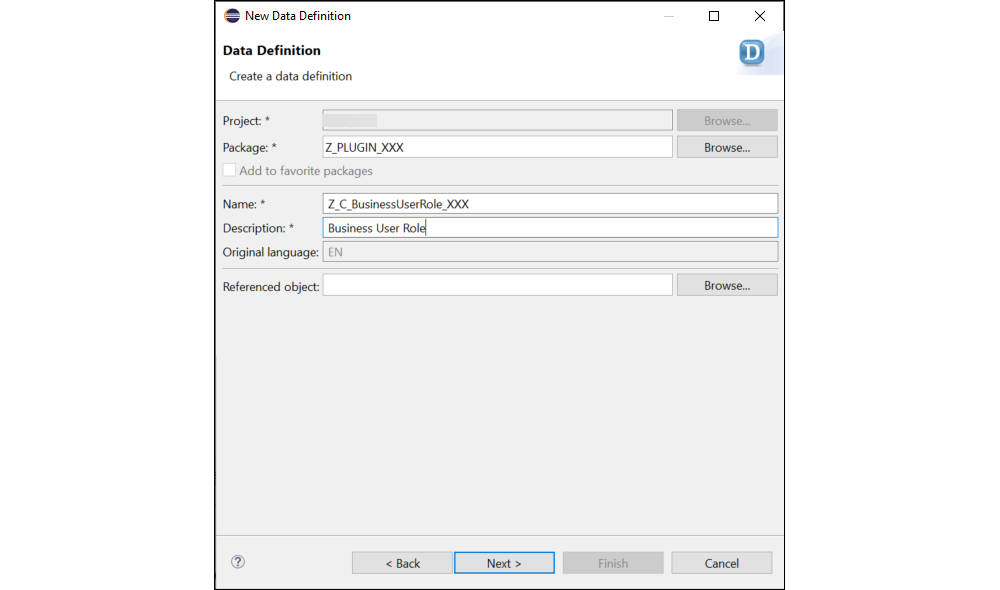 New Data Definition
Data Definition
D
Create a data definition
Project: *
Browse...
Package: * Z_PLUGIN_XXX Browse...
Add to favorite packages
Name: * Z_C_BusinessUserRole_XXX
Description: * Business User Role
Original language: EN
Referenced object: Browse...
? < Back Next > Finish Cancel